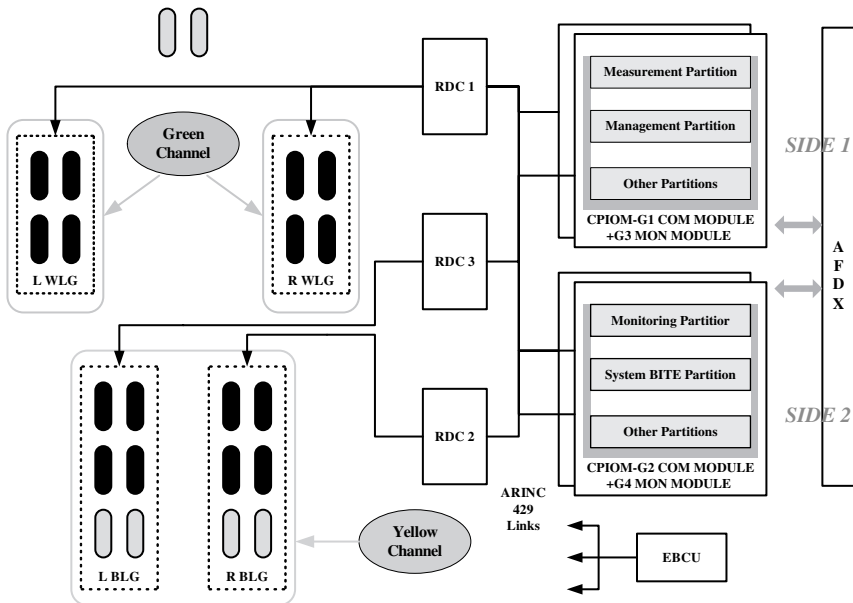 RDC 1
Measurement Partition
Green
Channel
Management Partition
SIDE 1
Other Partitions
CPIOM-G1 COM MODULE
+G3 MON MODULE
L WLG
R WLG
RDC 3
A
F
D
X
Monitoring Partitior
System BITE Partition
RDC 2
Other Partitions
SIDE 2
CPIOM-G2 COM MODULE
+G4 MON MODULE
ARINC
429
Links
Yellow
Channel
EBCU
L BLG
R BLG